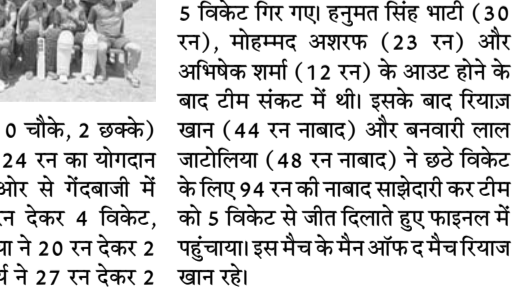 0 चौके, 2 छक्के)
24 रन का योगदान
ओर से गेंदबाजी में
देकर 4 विकेट,
ने 20 रन देकर 2
ने 27 रन देकर 2
5 विकेट गिर गए। हनुमत सिंह भाटी (30
रन), मोहम्मद अशरफ (23 रन) और
अभिषेक शर्मा (12 रन) के आउट होने के
बाद टीम संकट में थी। इसके बाद रियाज़
खान (44 रन नाबाद) और बनवारी लाल
जाटोलिया (48 रन नाबाद) ने छठे विकेट
के लिए 94 रन की नाबाद साझेदारी कर टीम
को 5 विकेट से जीत दिलाते हुए फाइनल में
पहुंचाया। इस मैच के मैन ऑफ द मैच रियाज
खान रहे।